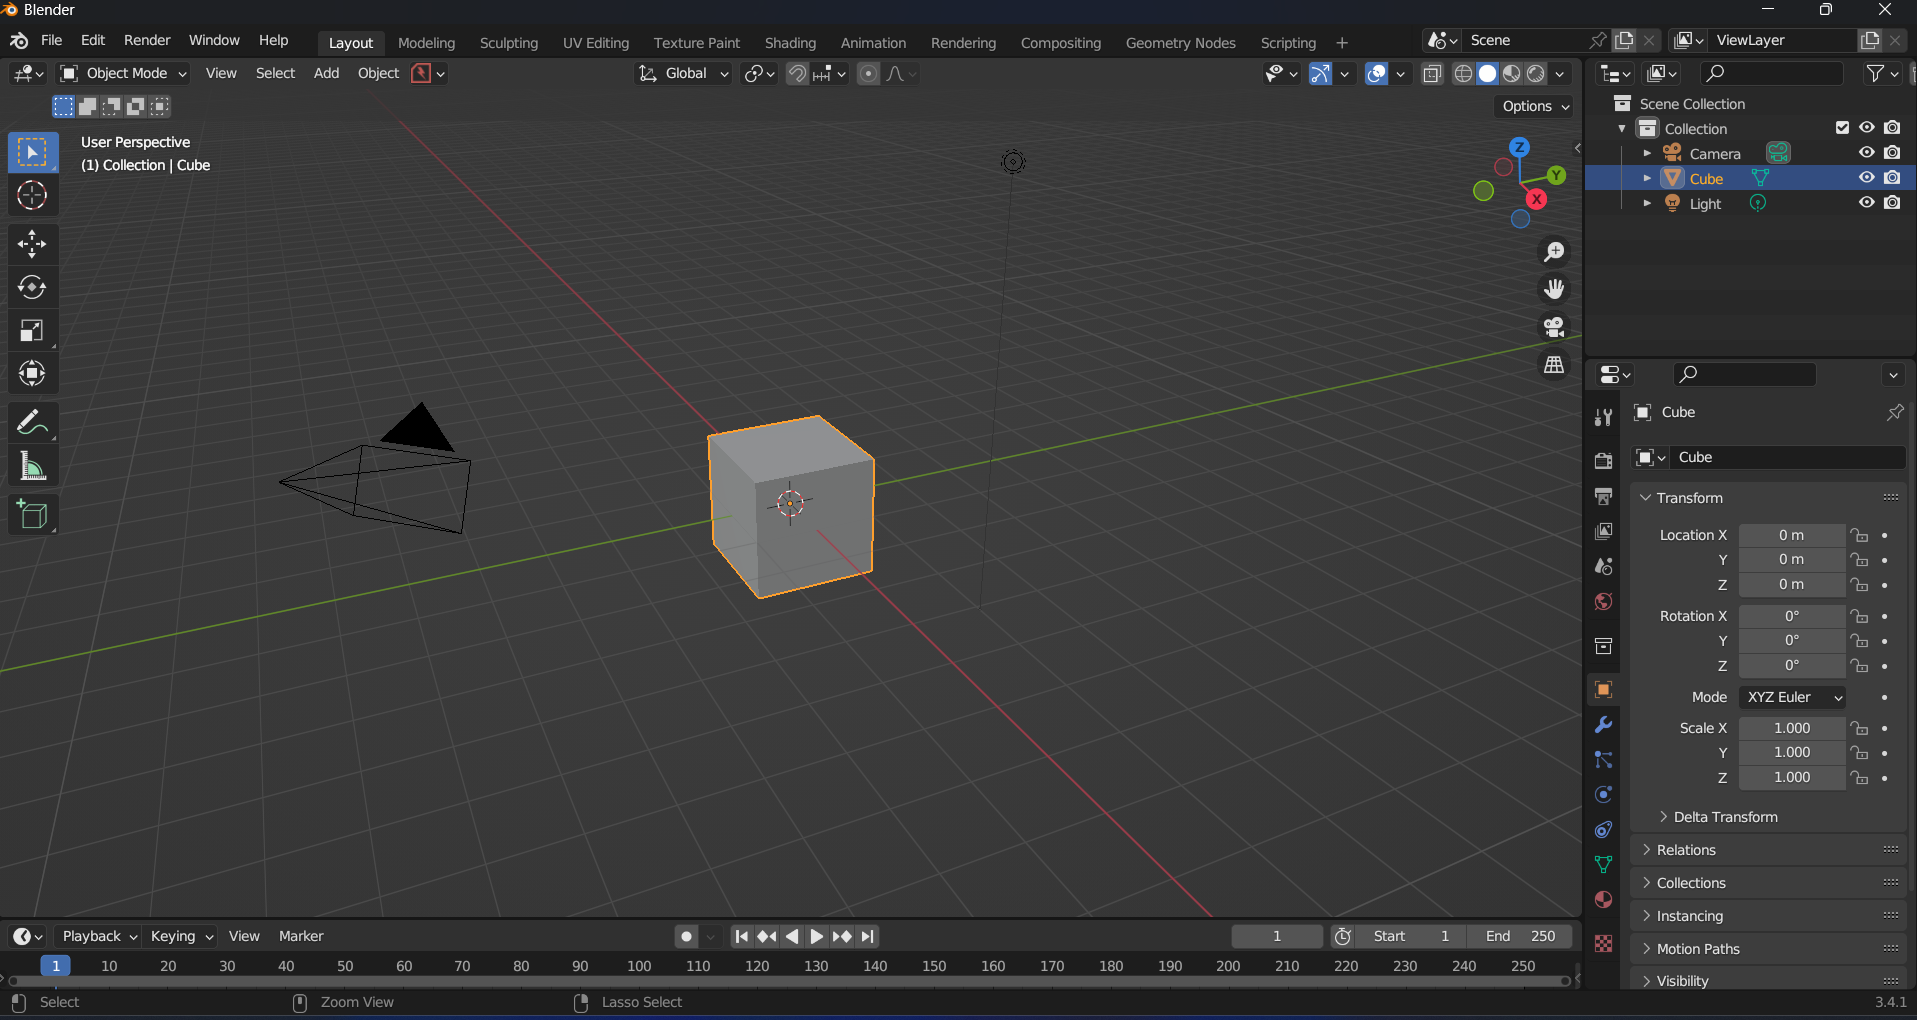 Blender
File Edit Render Window Help Layout Modeling Sculpting UV Editing Texture Paint Shading Animation Rendering Compositing Geometry Nodes Scripting + Scene ViewLayer
Object Mode View Select Add Object Global
Options
User Perspective
(1) Collection | Cube
Z
Y
X
Scene Collection
Collection
Camera
Cube
Light
Cube
Cube
Transform
Location X 0 m
Y 0 m
Z 0 m
Rotation X 0°
Y 0°
Z 0°
Mode XYZ Euler
Scale X 1.000
Y 1.000
Z 1.000
Delta Transform
Relations
Collections
Instancing
Motion Paths
Visibility
Playback Keying View Marker 1 Start 1 End 250
1 10 20 30 40 50 60 70 80 90 100 110 120 130 140 150 160 170 180 190 200 210 220 230 240 250
Select Zoom View Lasso Select 3.4.1